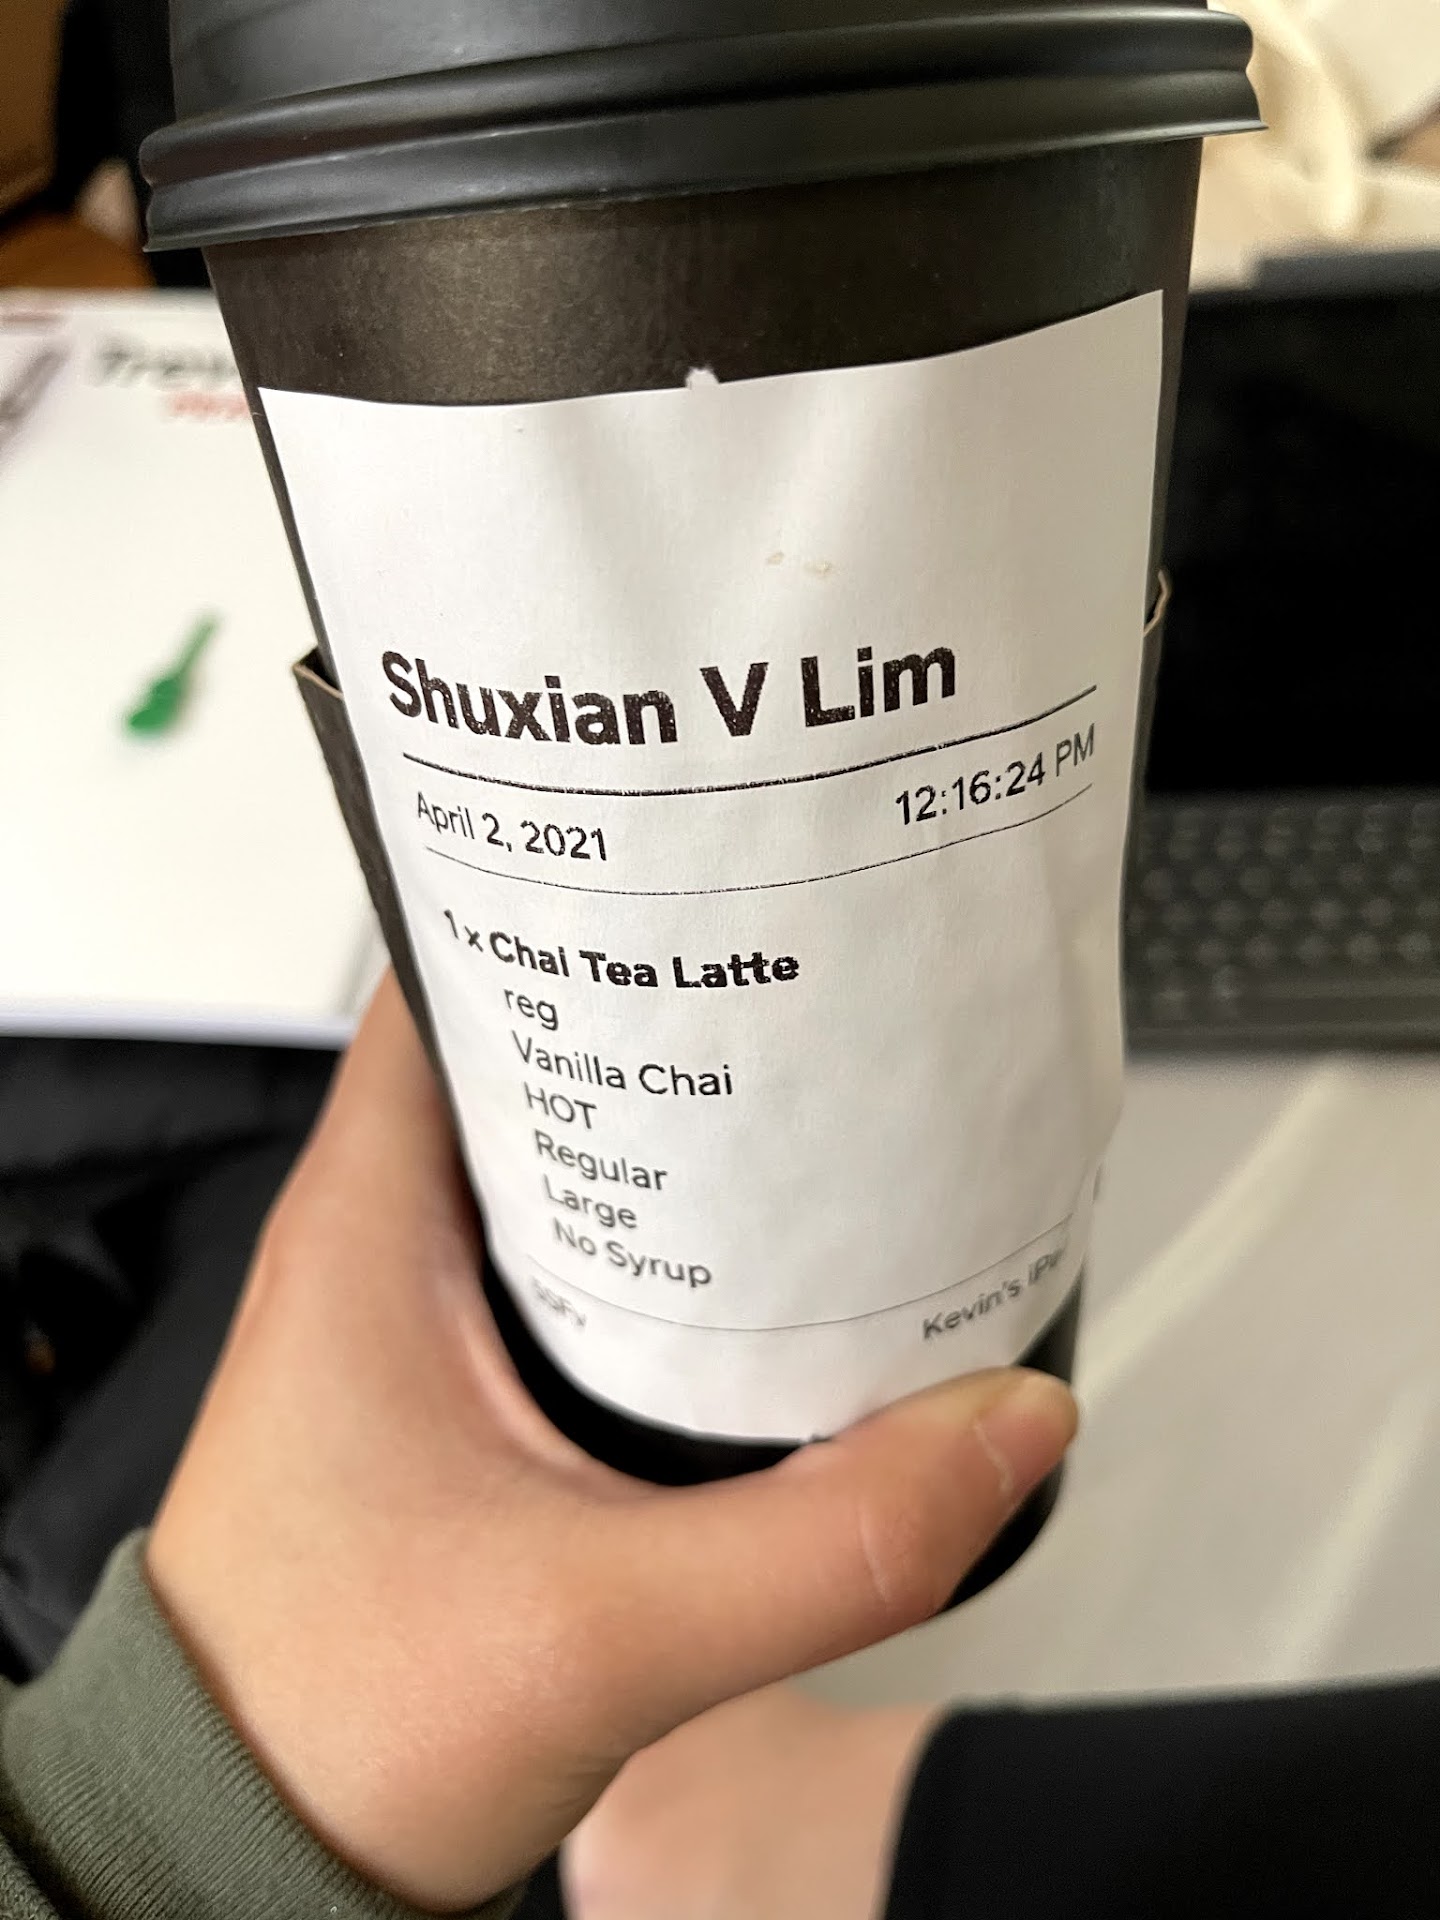 Shuxian V Lim
April 2, 2021 12:16:24 PM
1 x Chai Tea Latte
reg
Vanilla Chai
HOT
Regular
Large
No Syrup
Kevin's